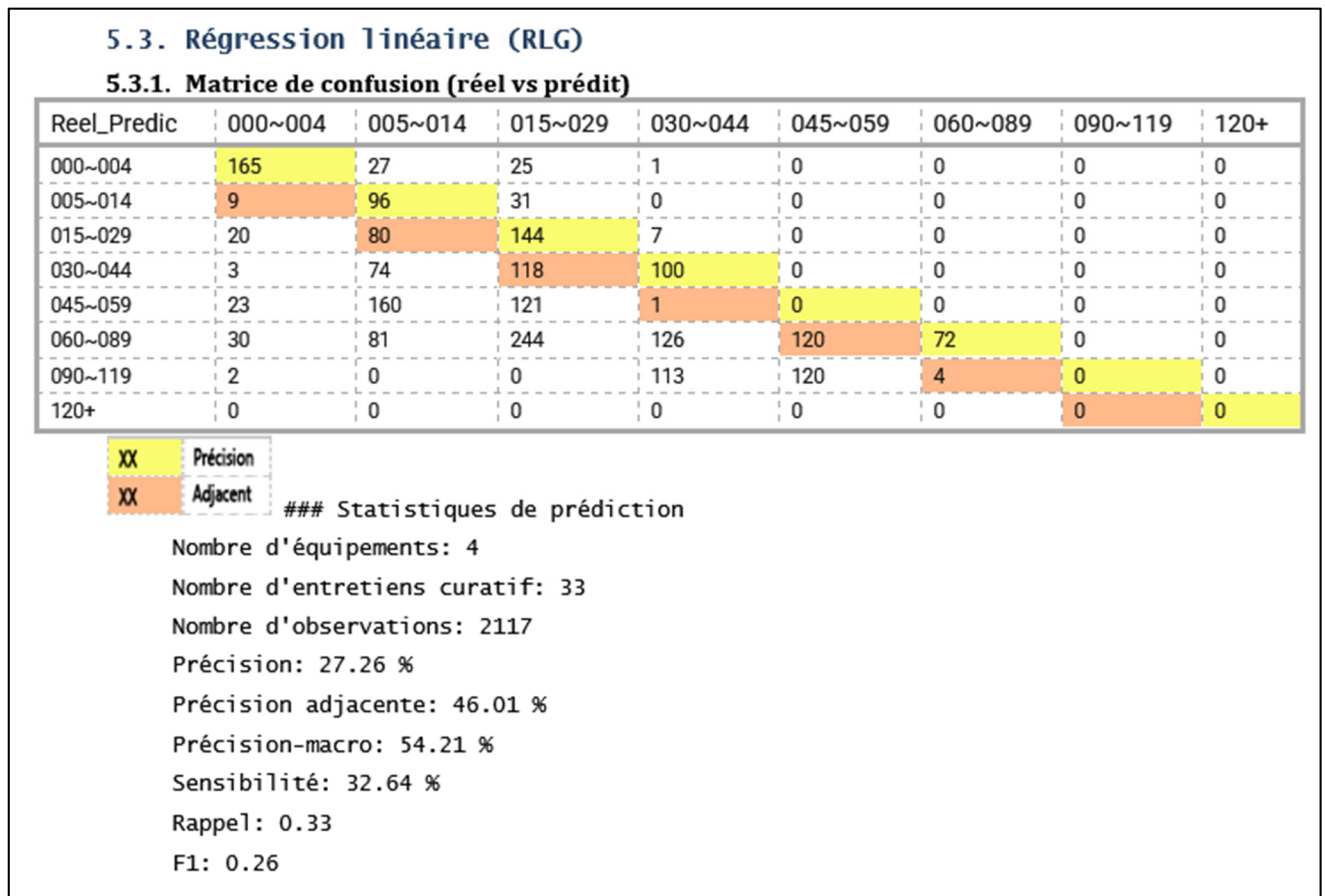 5.3. Régression linéaire (RLG)
5.3.1. Matrice de confusion (réel vs prédit)
Reel_Predic 000~004 005~014 015~029 030~044 045~059 060~089 090~119 120+
000~004 165 27 25 1 0 0 0 0
005~014 9 96 31 0 0 0 0 0
015~029 20 80 144 7 0 0 0 0
030~044 3 74 118 100 0 0 0 0
045~059 23 160 121 1 0 0 0 0
060~089 30 81 244 126 120 72 0 0
090~119 2 0 0 113 120 4 0 0
120+ 0 0 0 0 0 0 0 0
XX Précision
XX Adjacent
### Statistiques de prédiction
Nombre d'équipements: 4
Nombre d'entretiens curatif: 33
Nombre d'observations: 2117
Précision: 27.26 %
Précision adjacente: 46.01 %
Précision-macro: 54.21 %
Sensibilité: 32.64 %
Rappel: 0.33
F1: 0.26